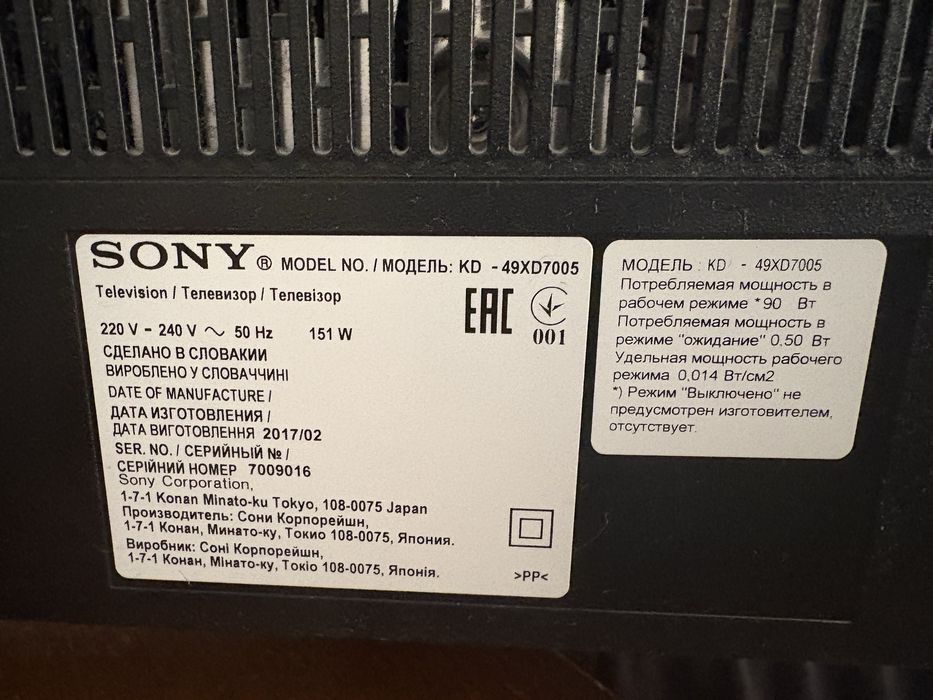 SONY® MODEL NO. / МОДЕЛЬ: KD - 49XD7005
Television / Телевизор / Телевізор
EAC
001
220 V - 240 V ~ 50 Hz 151 W
СДЕЛАНО В СЛОВАКИИ
ВИРОБЛЕНО У СЛОВАЧЧИНІ
DATE OF MANUFACTURE /
ДАТА ИЗГОТОВЛЕНИЯ /
ДАТА ВИГОТОВЛЕННЯ 2017/02
SER. NO. / СЕРИЙНЫЙ № /
СЕРІЙНИЙ НОМЕР 7009016
Sony Corporation,
1-7-1 Konan Minato-ku Tokyo, 108-0075 Japan
Производитель: Сони Корпорейшн,
1-7-1 Конан, Минато-ку, Токио 108-0075, Япония.
Виробник: Соні Корпорейшн,
1-7-1 Конан, Мінато-ку, Токіо 108-0075, Японія.
>PP<
МОДЕЛЬ : KD - 49XD7005
Потребляемая мощность в
рабочем режиме *90 Вт
Потребляемая мощность в
режиме "ожидание" 0.50 Вт
Удельная мощность рабочего
режима 0,014 Вт/см2
*) Режим "Выключено" не
предусмотрен изготовителем,
отсутствует.